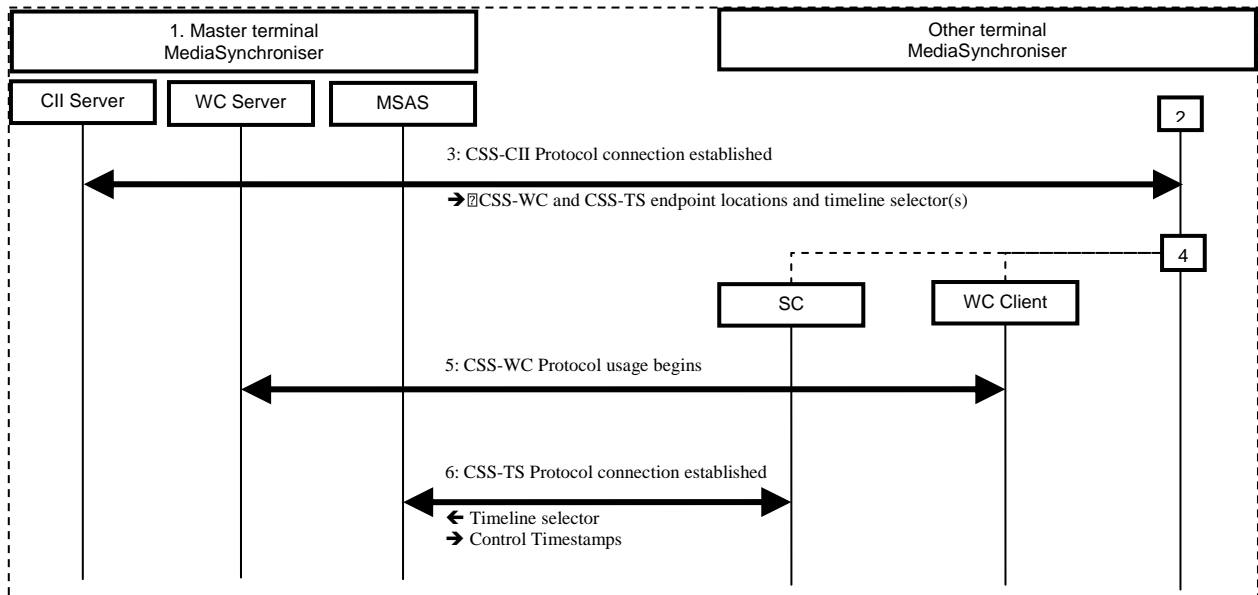 1. Master terminal
MediaSynchroniser
Other terminal
MediaSynchroniser
CII Server
WC Server
MSAS
2
3: CSS-CII Protocol connection established
➔ CSS-WC and CSS-TS endpoint locations and timeline selector(s)
4
SC
WC Client
5: CSS-WC Protocol usage begins
6: CSS-TS Protocol connection established
🡸 Timeline selector
➔ Control Timestamps